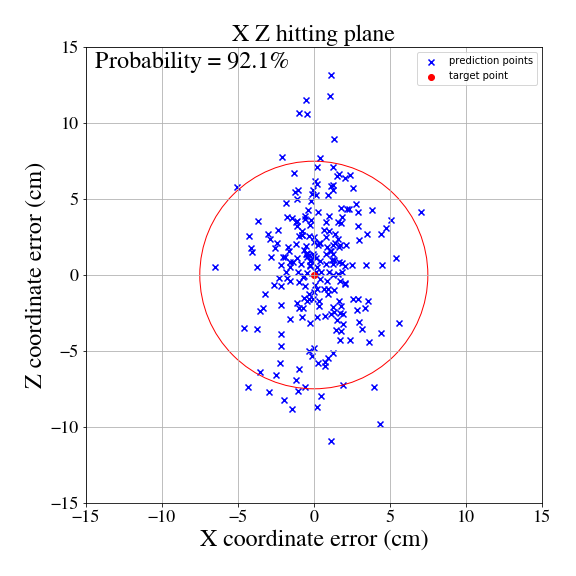 X Z hitting plane
Probability = 92.1%
prediction points
target point
Z coordinate error (cm)
15
10
5
0
−5
−10
−15
−15
−10
−5
0
5
10
15
X coordinate error (cm)